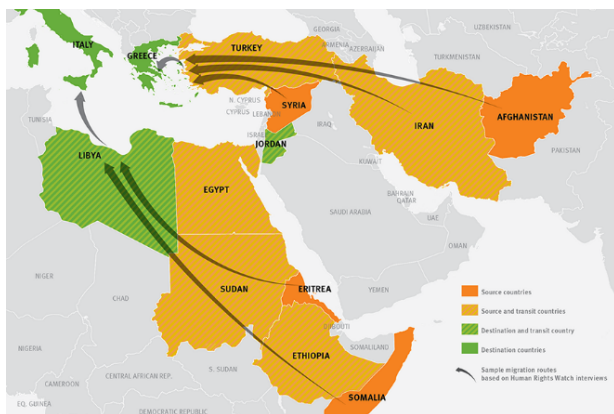 GEORGIA
UZBEKISTAN
ITALY
GREECE
TURKEY
ARMENIA
AZERBAIJAN
TURKMENISTAN
N. CYPRUS
CYPRUS
LEBANON
SYRIA
TUNISIA
ISRAEL
JORDAN
IRAQ
IRAN
AFGHANISTAN
PAKISTAN
LIBYA
EGYPT
KUWAIT
BAHRAIN
QATAR
UAE
SAUDI ARABIA
OMAN
NIGER
CHAD
SUDAN
ERITREA
YEMEN
DJIBOUTI
NIGERIA
ETHIOPIA
SOMALILAND
CAMEROON
CENTRAL AFRICAN REP.
S. SUDAN
SOMALIA
EQ. GUINEA
DEMOCRATIC REPUBLIC
Source countries
Source and transit countries
Destination and transit country
Destination countries
Sample migration routes
based on Human Rights Watch interviews